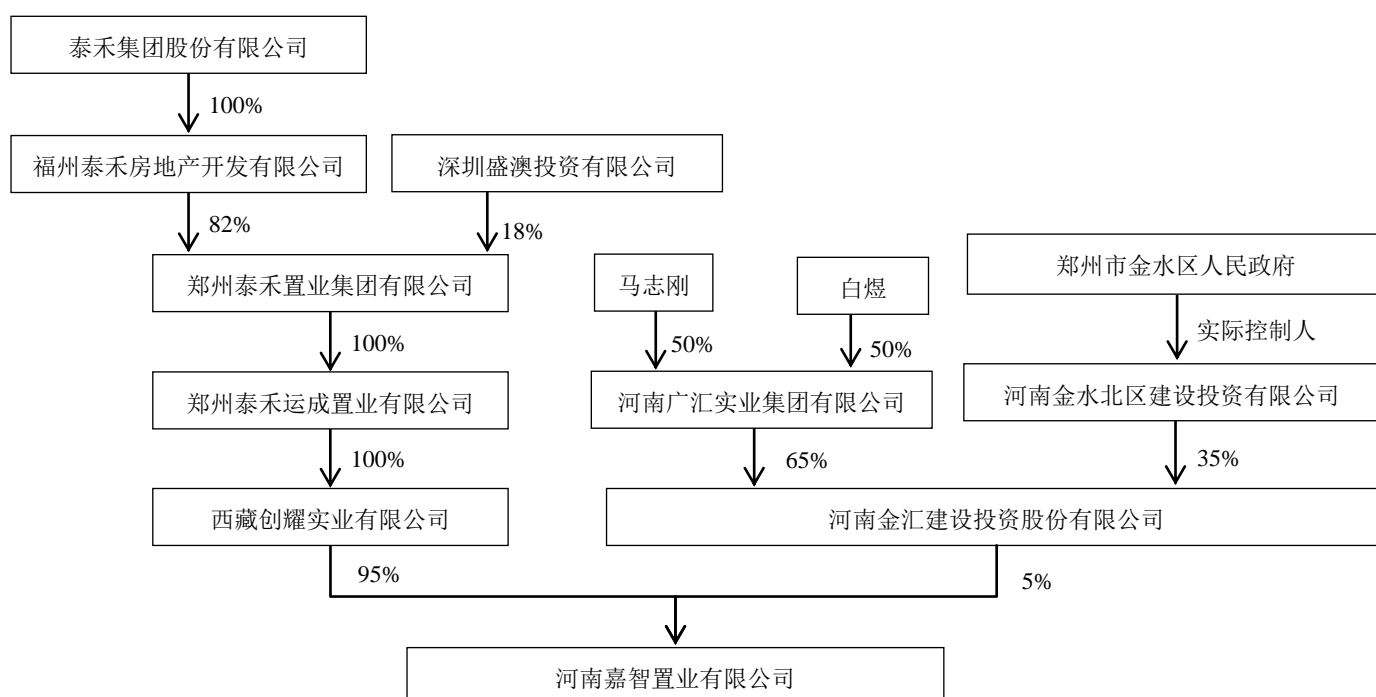 泰禾集团股份有限公司
100%
福州泰禾房地产开发有限公司
深圳盛澳投资有限公司
82%
18%
郑州泰禾置业集团有限公司
马志刚
白煜
郑州市金水区人民政府
100%
50%
50%
实际控制人
郑州泰禾运成置业有限公司
河南广汇实业集团有限公司
河南金水北区建设投资有限公司
100%
65%
35%
西藏创耀实业有限公司
河南金汇建设投资股份有限公司
95%
5%
河南嘉智置业有限公司